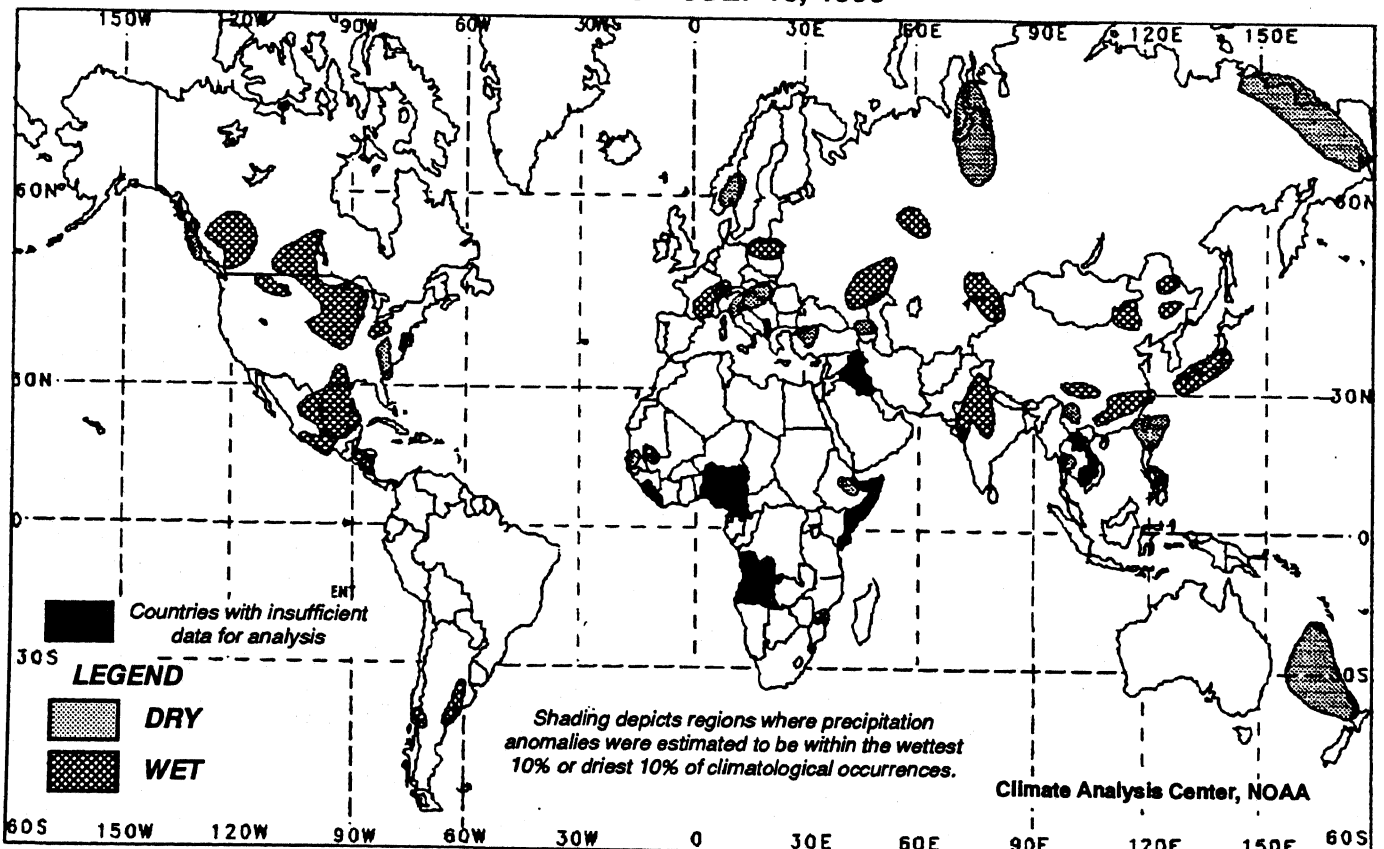 150W 120W 90W 60W 30W 0 30E 60E 90E 120E 150E
60N 60N
30N 30N
0 0
ENT
Countries with insufficient
data for analysis
30S 30S
LEGEND
DRY
WET
Shading depicts regions where precipitation
anomalies were estimated to be within the wettest
10% or driest 10% of climatological occurrences.
Climate Analysis Center, NOAA
60S 150W 120W 90W 60W 30W 0 30E 60E 90E 120E 150E 60S